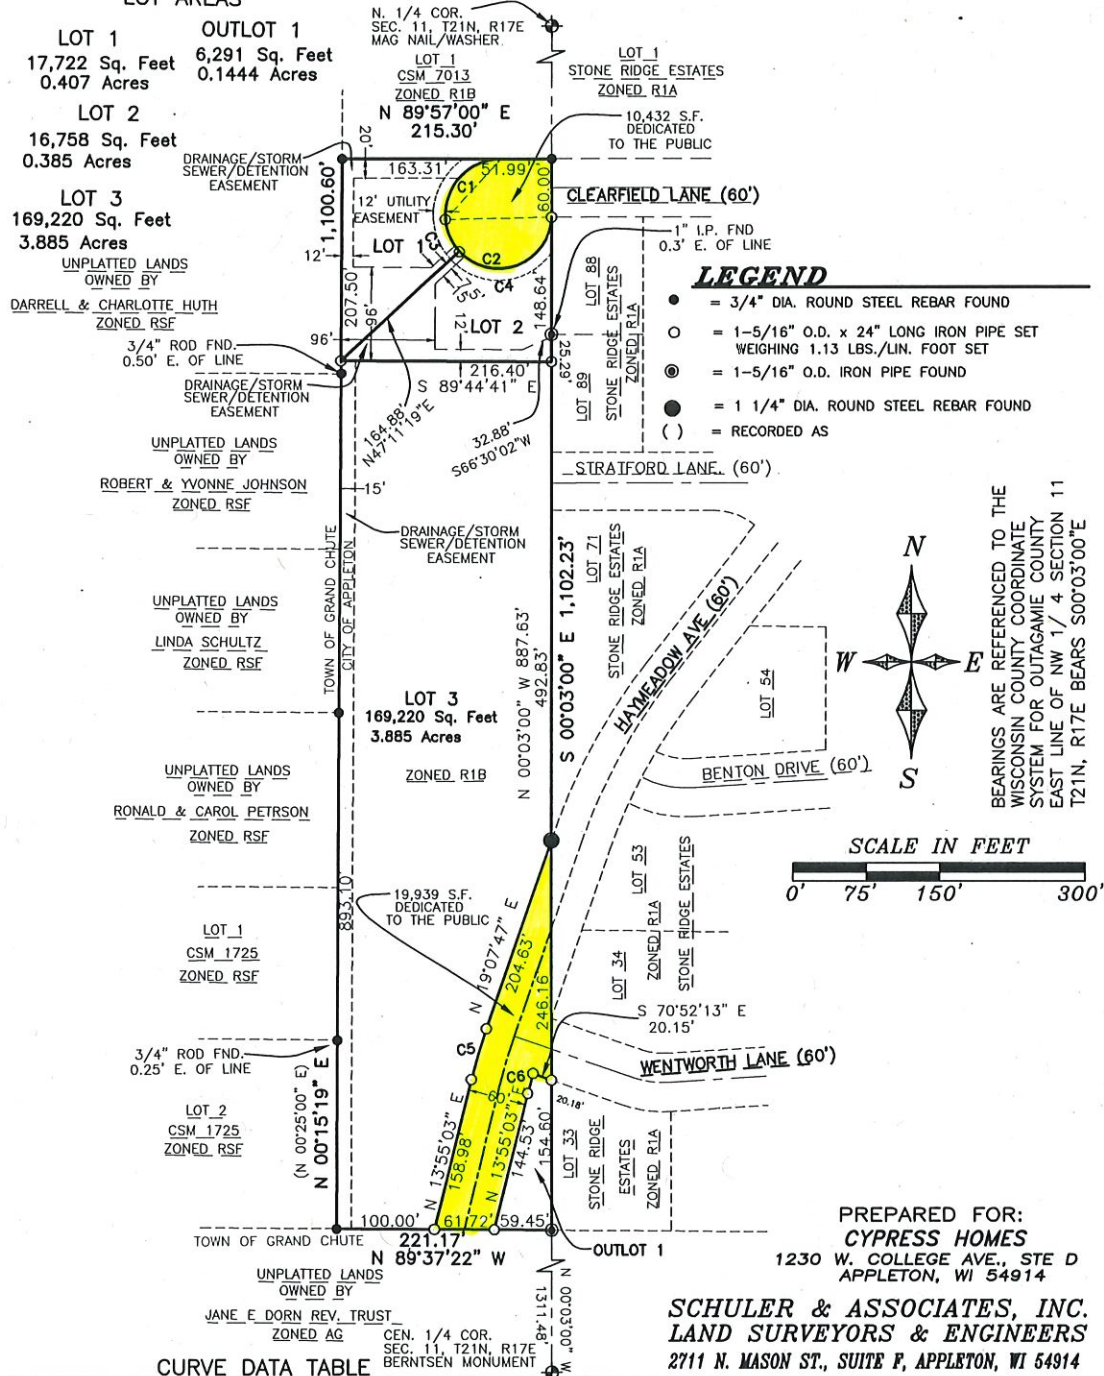 LOT AREAS
LOT 1
17,722 Sq. Feet
0.407 Acres
OUTLOT 1
6,291 Sq. Feet
0.1444 Acres
LOT 2
16,758 Sq. Feet
0.385 Acres
LOT 3
169,220 Sq. Feet
3.885 Acres
N. 1/4 COR.
SEC. 11, T21N, R17E
MAG NAIL/WASHER
LOT 1
CSM 7013
ZONED R1B
N 89°57'00" E
215.30'
LOT 1
STONE RIDGE ESTATES
ZONED R1A
10,432 S.F.
DEDICATED
TO THE PUBLIC
DRAINAGE/STORM
SEWER/DETENTION
EASEMENT
20'
163.31'
51.99'
60.00'
C1
CLEARFIELD LANE (60')
12' UTILITY
EASEMENT
1,100.60'
1" I.P. FND
0.3' E. OF LINE
LOT 1
C3
C2
C4
12'
207.50'
96'
7.5'
7.5'
148.64'
LOT 2
12'
96'
LOT 88
STONE RIDGE ESTATES
ZONED R1A
UNPLATTED LANDS
OWNED BY
DARRELL & CHARLOTTE HUTH
ZONED RSF
3/4" ROD FND.
0.50' E. OF LINE
216.40'
S 89°44'41" E
25.29'
LOT 89
DRAINAGE/STORM
SEWER/DETENTION
EASEMENT
164.88'
N47°11'19"E
32.88'
S66°30'02"W
LEGEND
= 3/4" DIA. ROUND STEEL REBAR FOUND
= 1-5/16" O.D. x 24" LONG IRON PIPE SET
WEIGHING 1.13 LBS./LIN. FOOT SET
= 1-5/16" O.D. IRON PIPE FOUND
= 1 1/4" DIA. ROUND STEEL REBAR FOUND
( ) = RECORDED AS
UNPLATTED LANDS
OWNED BY
ROBERT & YVONNE JOHNSON
ZONED RSF
15'
STRATFORD LANE. (60')
DRAINAGE/STORM
SEWER/DETENTION
EASEMENT
TOWN OF GRAND CHUTE
CITY OF APPLETON
LOT 71
STONE RIDGE ESTATES
ZONED R1A
HAYMEADOW AVE (60')
UNPLATTED LANDS
OWNED BY
LINDA SCHULTZ
ZONED RSF
N 00°03'00" W 887.63'
492.83'
S 00°03'00" E 1,102.23'
LOT 54
N
W
E
S
BEARINGS ARE REFERENCED TO THE
WISCONSIN COUNTY COORDINATE
SYSTEM FOR OUTAGAMIE COUNTY
EAST LINE OF NW 1/ 4 SECTION 11
T21N, R17E BEARS S00°03'00"E
LOT 3
169,220 Sq. Feet
3.885 Acres
ZONED R1B
UNPLATTED LANDS
OWNED BY
RONALD & CAROL PETRSON
ZONED RSF
BENTON DRIVE (60')
SCALE IN FEET
0' 75' 150' 300'
LOT 53
ZONED R1A
STONE RIDGE ESTATES
19,939 S.F.
DEDICATED
TO THE PUBLIC
893.10'
N 19°07'47" E
204.63'
246.16
LOT 34
LOT 1
CSM 1725
ZONED RSF
S 70°52'13" E
20.15'
3/4" ROD FND.
0.25' E. OF LINE
C5
C6
WENTWORTH LANE (60')
60'
20.18'
LOT 2
CSM 1725
ZONED RSF
(N 00°25'00" E)
N 00°15'19" E
N 13°55'03" E
158.98'
N 13°55'03" E
144.53'
154.60'
LOT 33
STONE RIDGE
ESTATES
ZONED R1A
100.00'
61.72'
59.45'
TOWN OF GRAND CHUTE
221.17'
N 89°37'22" W
OUTLOT 1
UNPLATTED LANDS
OWNED BY
JANE E DORN REV. TRUST
ZONED AG
CEN. 1/4 COR.
SEC. 11, T21N, R17E
BERNTSEN MONUMENT
N 00°03'00" W
1311.48'
PREPARED FOR:
CYPRESS HOMES
1230 W. COLLEGE AVE., STE D
APPLETON, WI 54914
SCHULER & ASSOCIATES, INC.
LAND SURVEYORS & ENGINEERS
2711 N. MASON ST., SUITE F, APPLETON, WI 54914
CURVE DATA TABLE